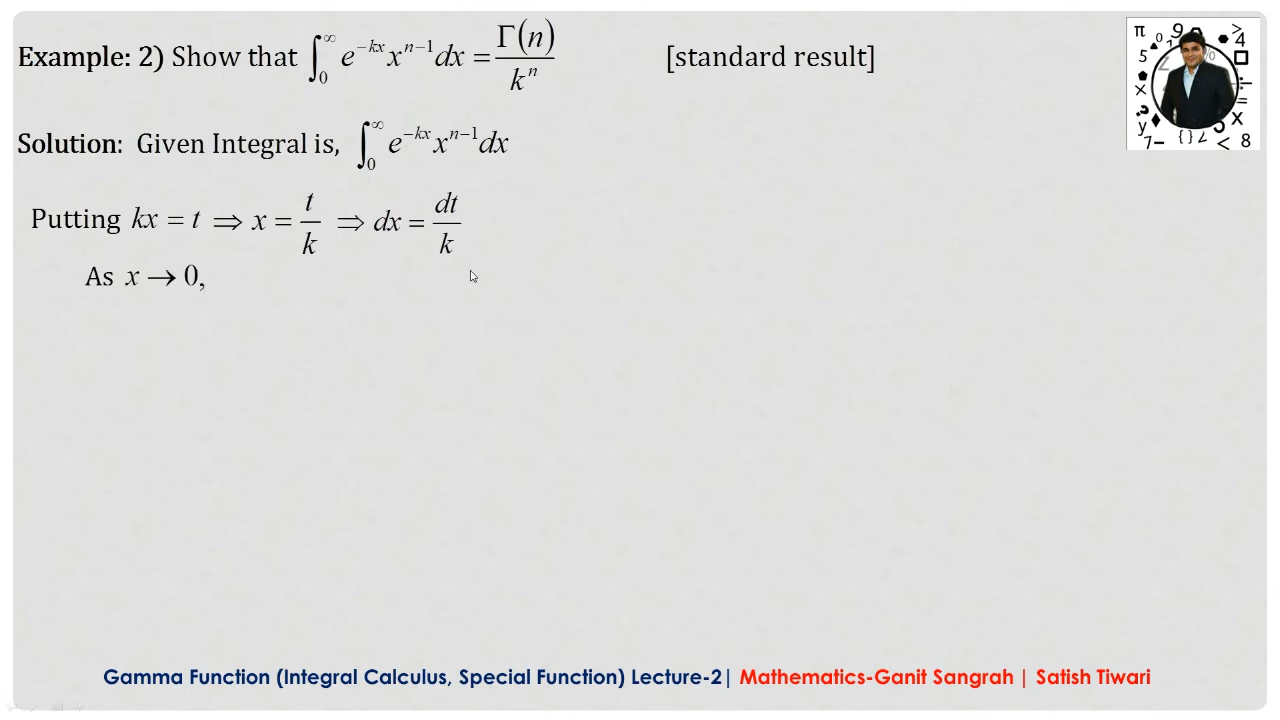 Example: 2) Show that ∫₀^∞ e^{−kx} x^{n−1} dx = Γ(n)/k^n [standard result]
Solution: Given Integral is, ∫₀^∞ e^{−kx} x^{n−1} dx
Putting kx = t ⇒ x = t/k ⇒ dx = dt/k
As x → 0,
Gamma Function (Integral Calculus, Special Function) Lecture-2| Mathematics-Ganit Sangrah | Satish Tiwari